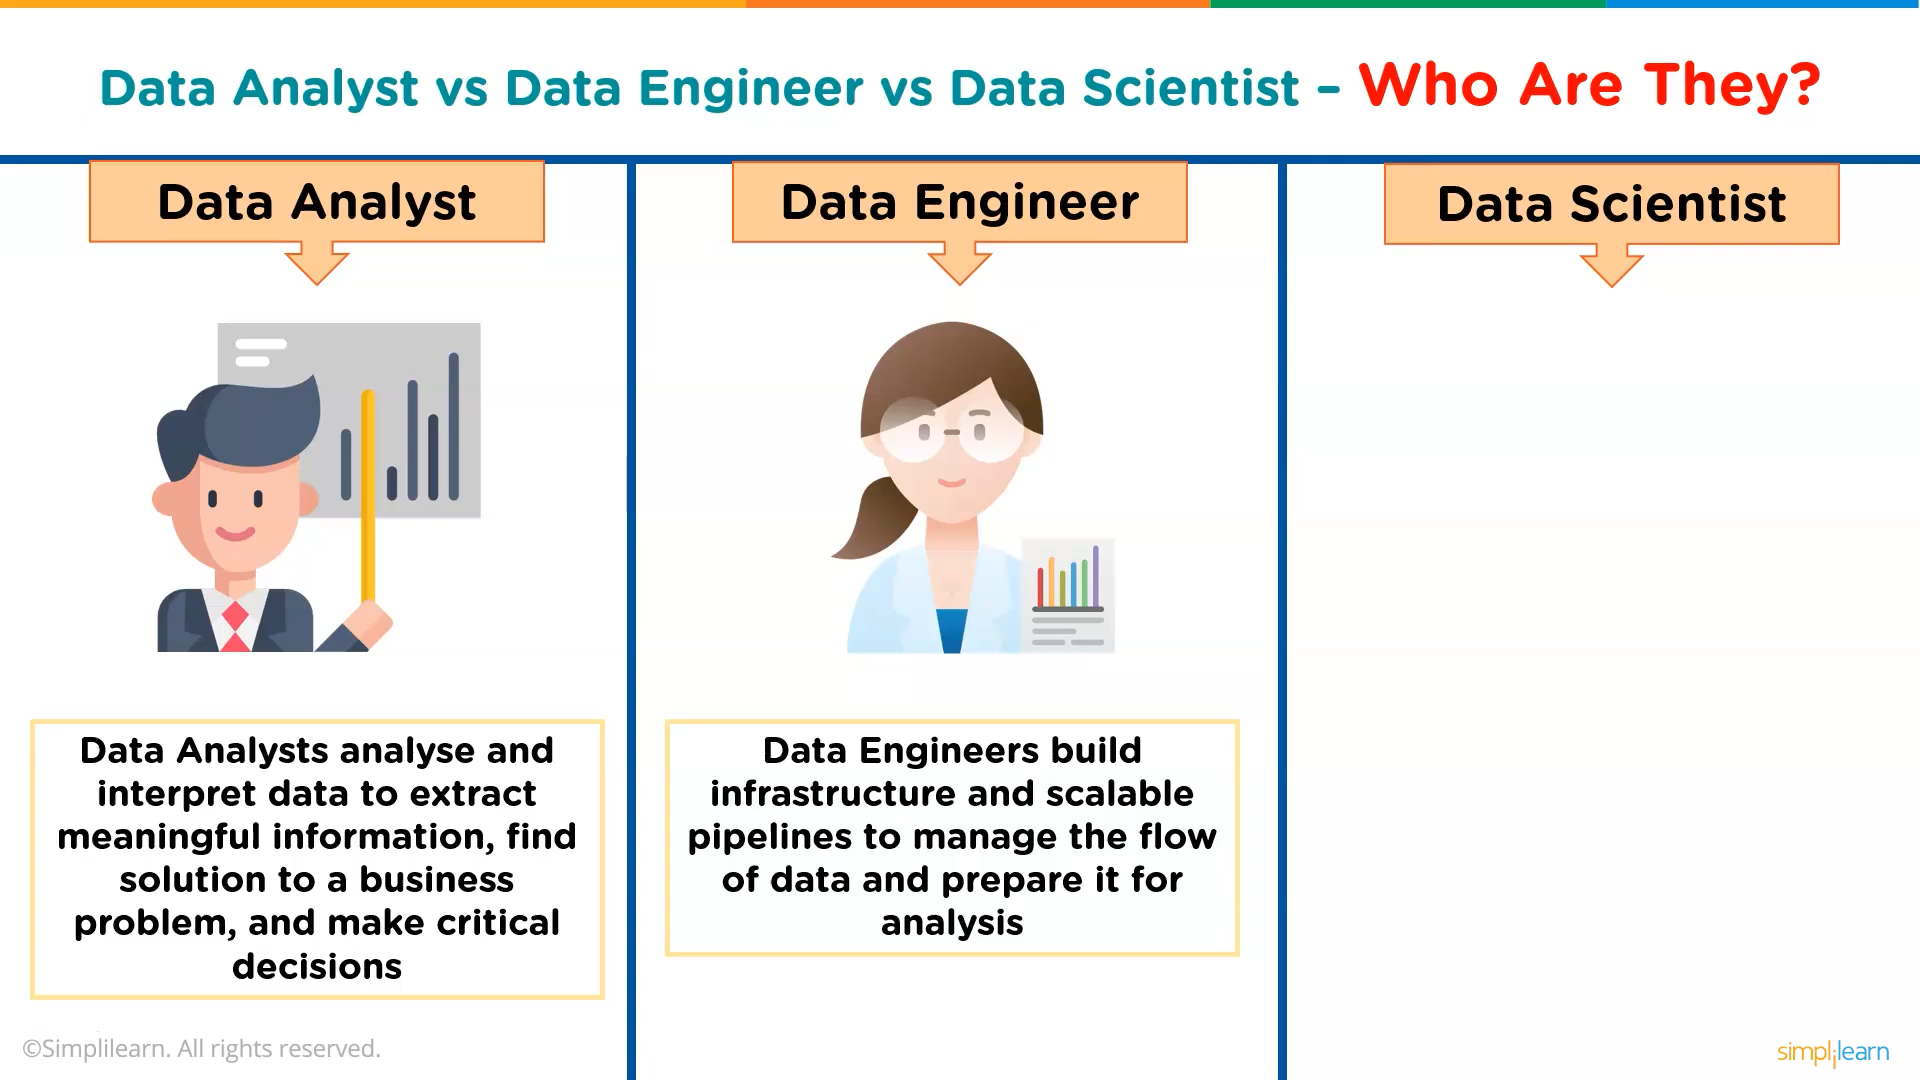 Data Analyst vs Data Engineer vs Data Scientist – Who Are They?
Data Analyst
Data Engineer
Data Scientist
Data Analysts analyse and
interpret data to extract
meaningful information, find
solution to a business
problem, and make critical
decisions
Data Engineers build
infrastructure and scalable
pipelines to manage the flow
of data and prepare it for
analysis
©Simplilearn. All rights reserved.
simplilearn